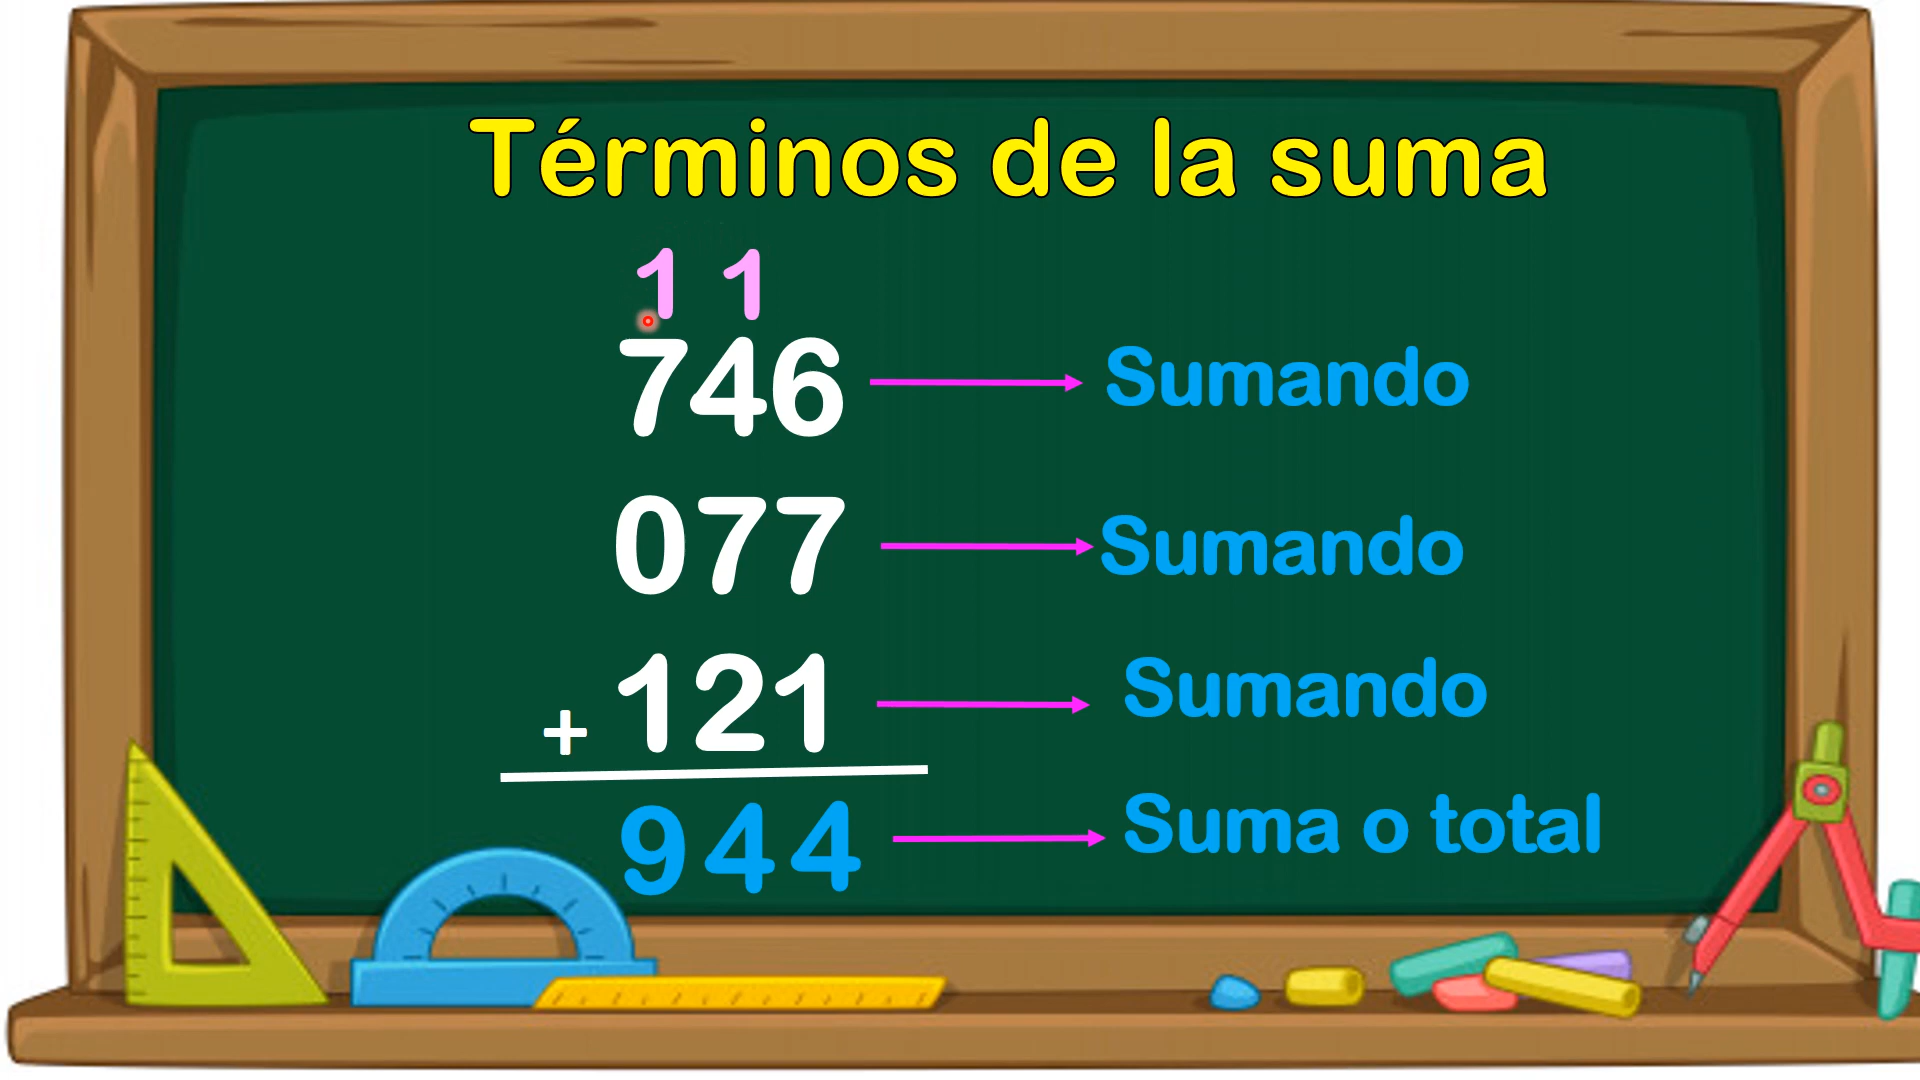 Términos de la suma
1 1
746 Sumando
077 Sumando
+ 121 Sumando
944 Suma o total